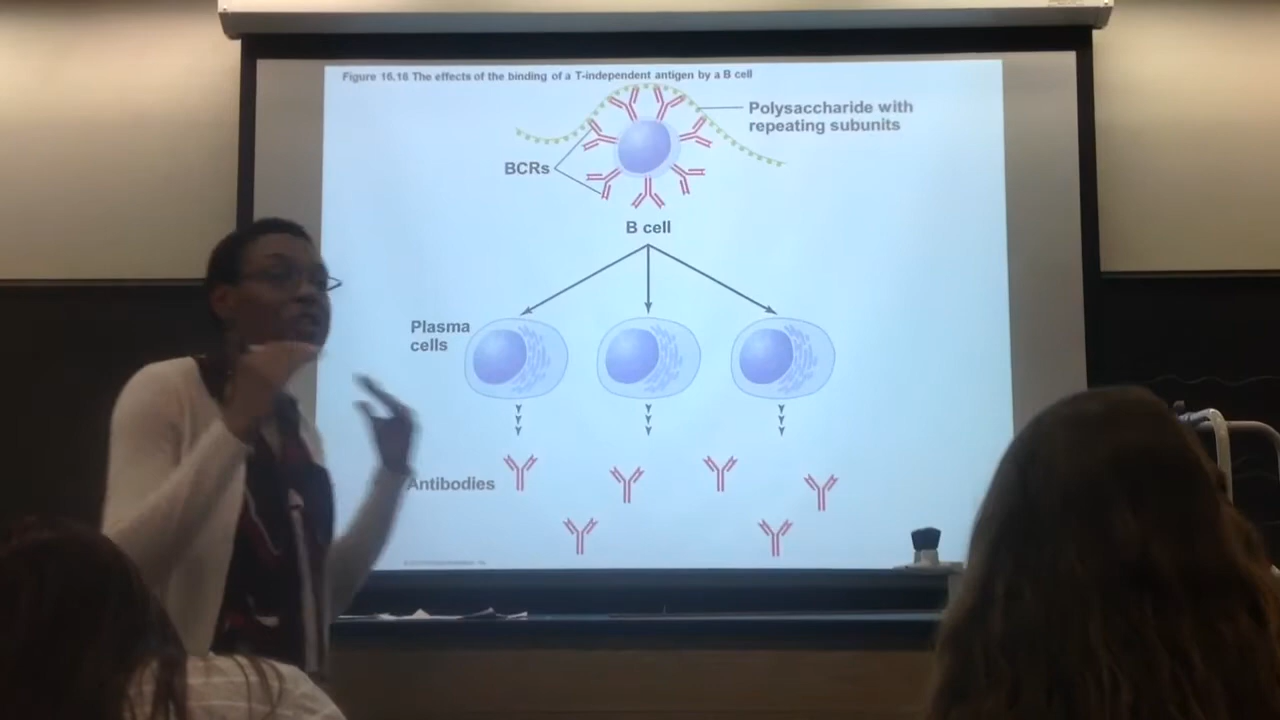 Figure 16.16 The effects of the binding of a T-independent antigen by a B cell
Polysaccharide with
repeating subunits
BCRs
B cell
Plasma
cells
Antibodies